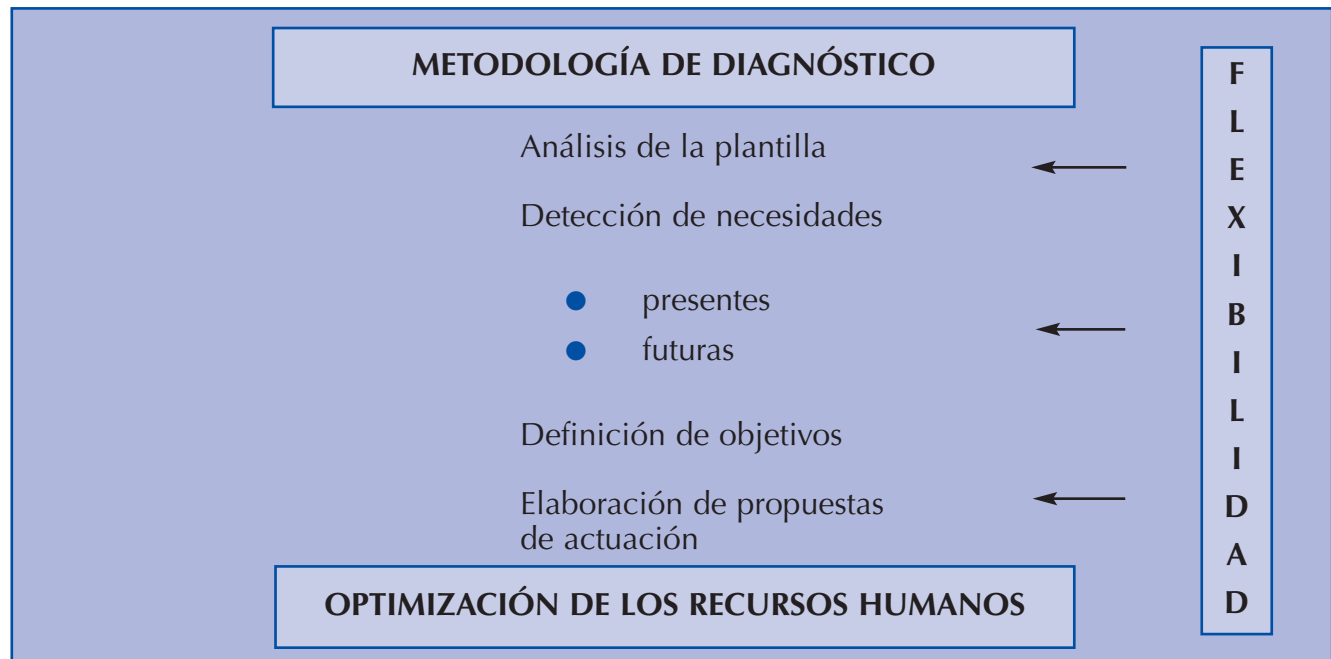 METODOLOGÍA DE DIAGNÓSTICO
Análisis de la plantilla
Detección de necesidades
● presentes
● futuras
Definición de objetivos
Elaboración de propuestas
de actuación
OPTIMIZACIÓN DE LOS RECURSOS HUMANOS
F
L
E
X
I
B
I
L
I
D
A
D